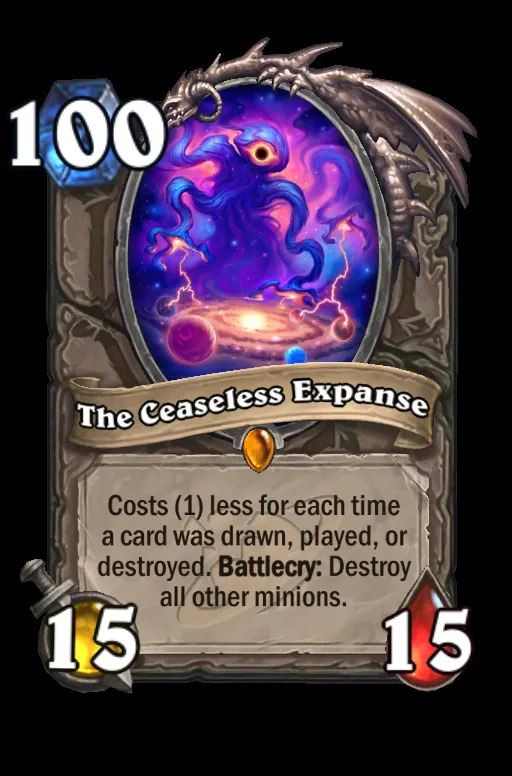 100
The Ceaseless Expanse
Costs (1) less for each time
a card was drawn, played, or
destroyed. Battlecry: Destroy
all other minions.
15
15